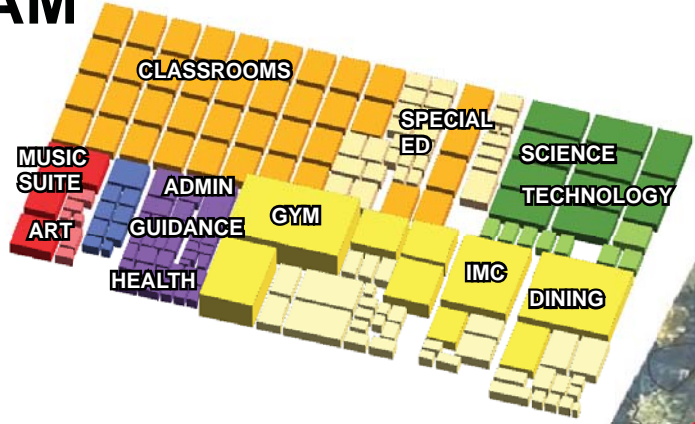 AM
CLASSROOMS
SPECIAL
ED
SCIENCE
TECHNOLOGY
MUSIC
SUITE
ART
ADMIN
GUIDANCE
HEALTH
GYM
IMC
DINING